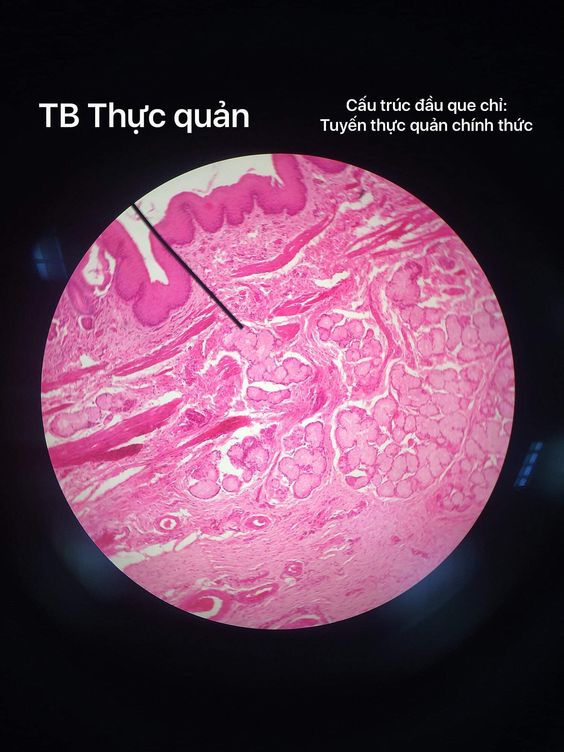 TB Thực quản
Cấu trúc đầu que chỉ:
Tuyến thực quản chính thức